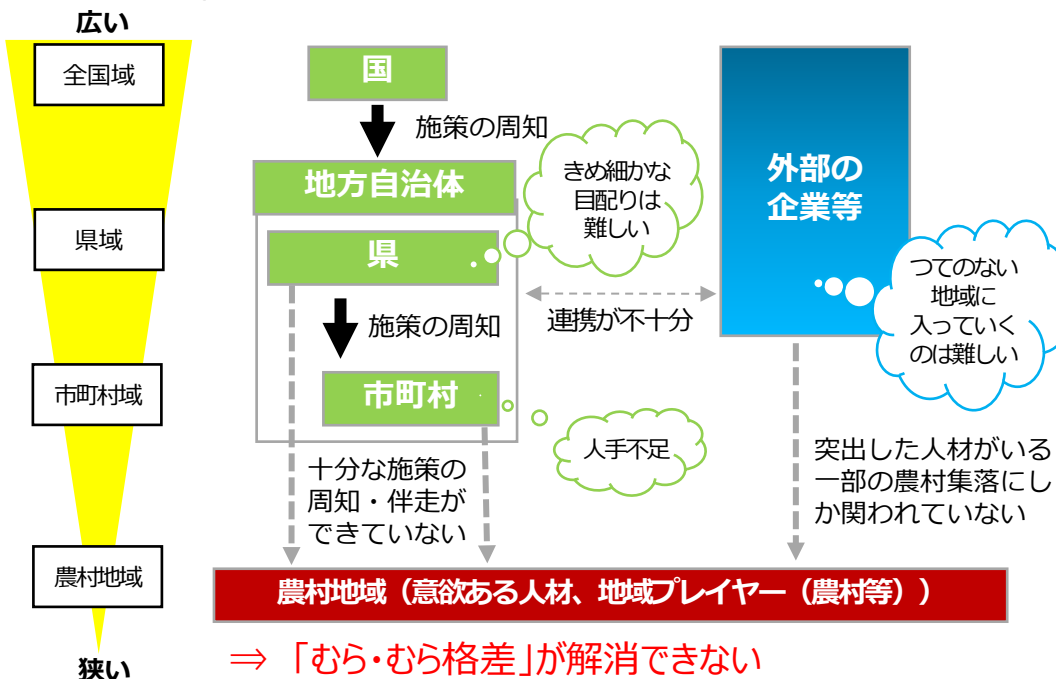 広い
全国域
県域
市町村域
農村地域
狭い
国
施策の周知
地方自治体
県
施策の周知
市町村
きめ細かな
目配りは
難しい
人手不足
連携が不十分
外部の
企業等
つてのない
地域に
入っていく
のは難しい
十分な施策の
周知・伴走が
できていない
突出した人材がいる
一部の農村集落にし
か関われていない
農村地域（意欲ある人材、地域プレイヤー（農村等））
⇒ 「むら・むら格差」が解消できない